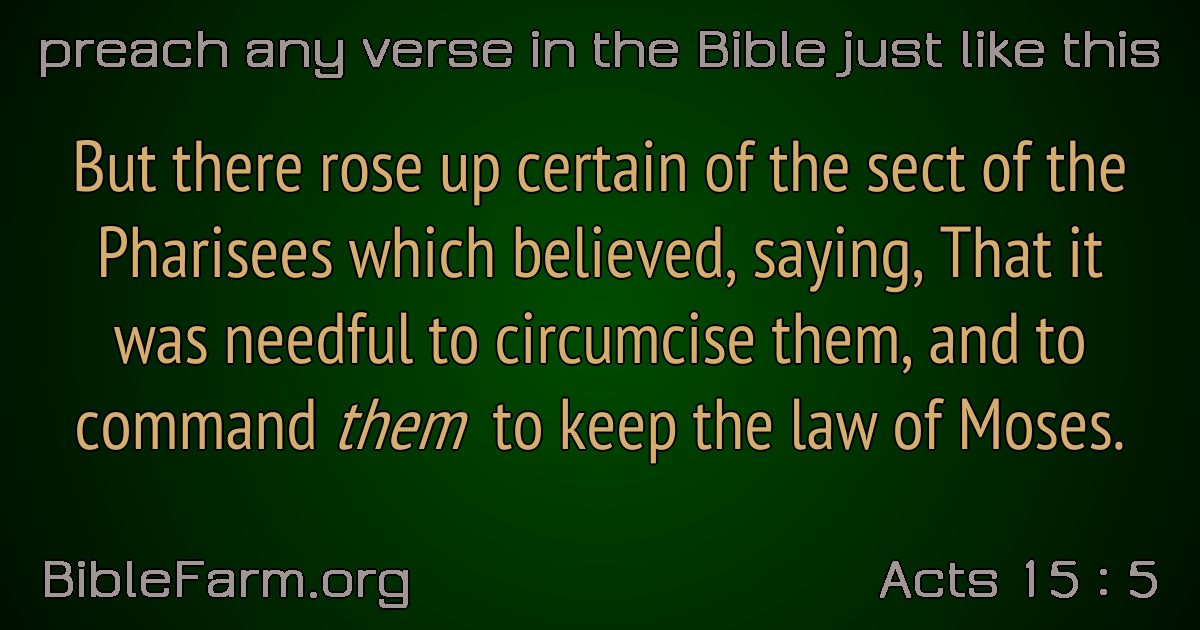 preach any verse in the Bible just like this
But there rose up certain of the sect of the
Pharisees which believed, saying, That it
was needful to circumcise them, and to
command them to keep the law of Moses.
BibleFarm.org
Acts 15 : 5